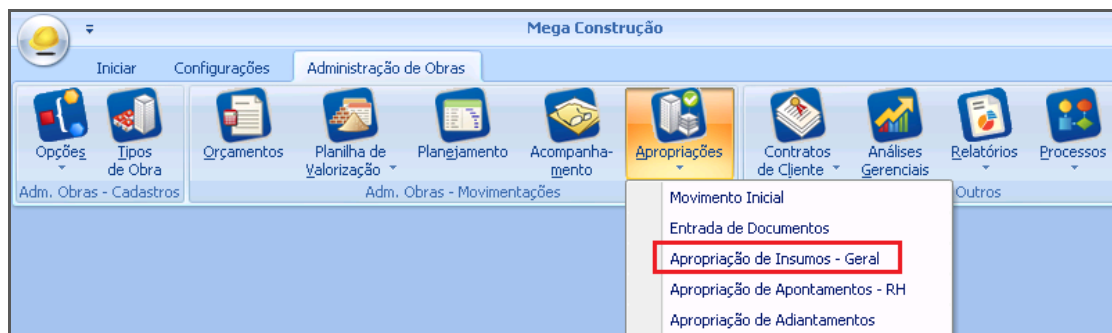 Mega Construção
Iniciar Configurações Administração de Obras
Opções Tipos de Obra Orçamentos Planilha de Valorização Planejamento Acompanha-mento Apropriações Contratos de Cliente Análises Gerenciais Relatórios Processos
Adm. Obras - Cadastros Adm. Obras - Movimentações Outros
Movimento Inicial
Entrada de Documentos
Apropriação de Insumos - Geral
Apropriação de Apontamentos - RH
Apropriação de Adiantamentos